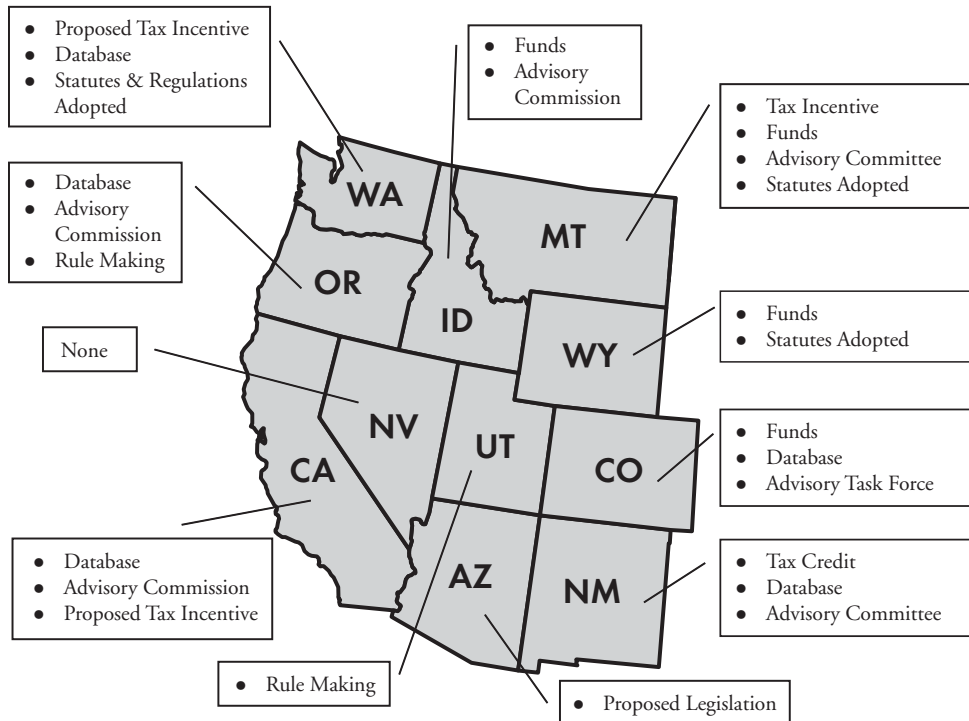 ● Proposed Tax Incentive
● Database
● Statutes & Regulations
Adopted
● Funds
● Advisory
Commission
● Tax Incentive
● Funds
● Advisory Committee
● Statutes Adopted
● Database
● Advisory
Commission
● Rule Making
WA
MT
OR
ID
WY
● Funds
● Statutes Adopted
None
NV
UT
CO
CA
● Funds
● Database
● Advisory Task Force
● Database
● Advisory Commission
● Proposed Tax Incentive
AZ
NM
● Tax Credit
● Database
● Advisory Committee
● Rule Making
● Proposed Legislation